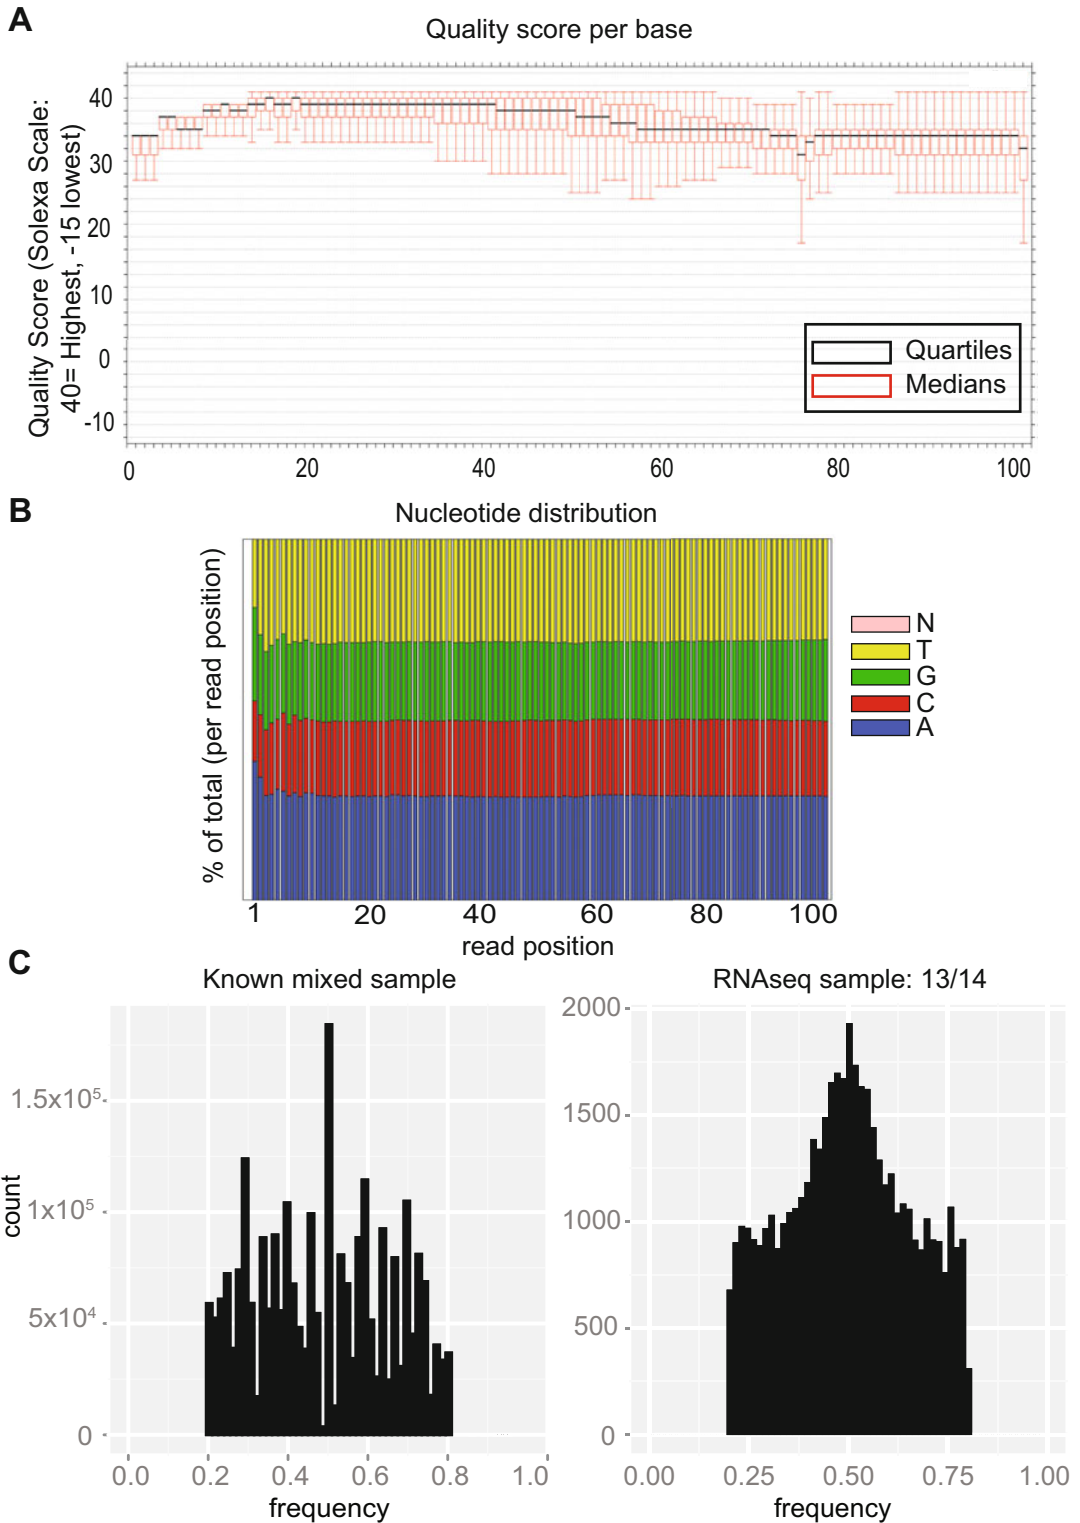 A
Quality score per base
Quality Score (Solexa Scale:
40= Highest, -15 lowest)
40
30
20
10
0
-10
Quartiles
Medians
0 20 40 60 80 100
B
Nucleotide distribution
% of total (per read position)
N
T
G
C
A
1 20 40 60 80 100
read position
C
Known mixed sample
count
1.5x10⁵
1x10⁵
5x10⁴
0
0.0 0.2 0.4 0.6 0.8 1.0
frequency
RNAseq sample: 13/14
2000
1500
1000
500
0
0.00 0.25 0.50 0.75 1.00
frequency